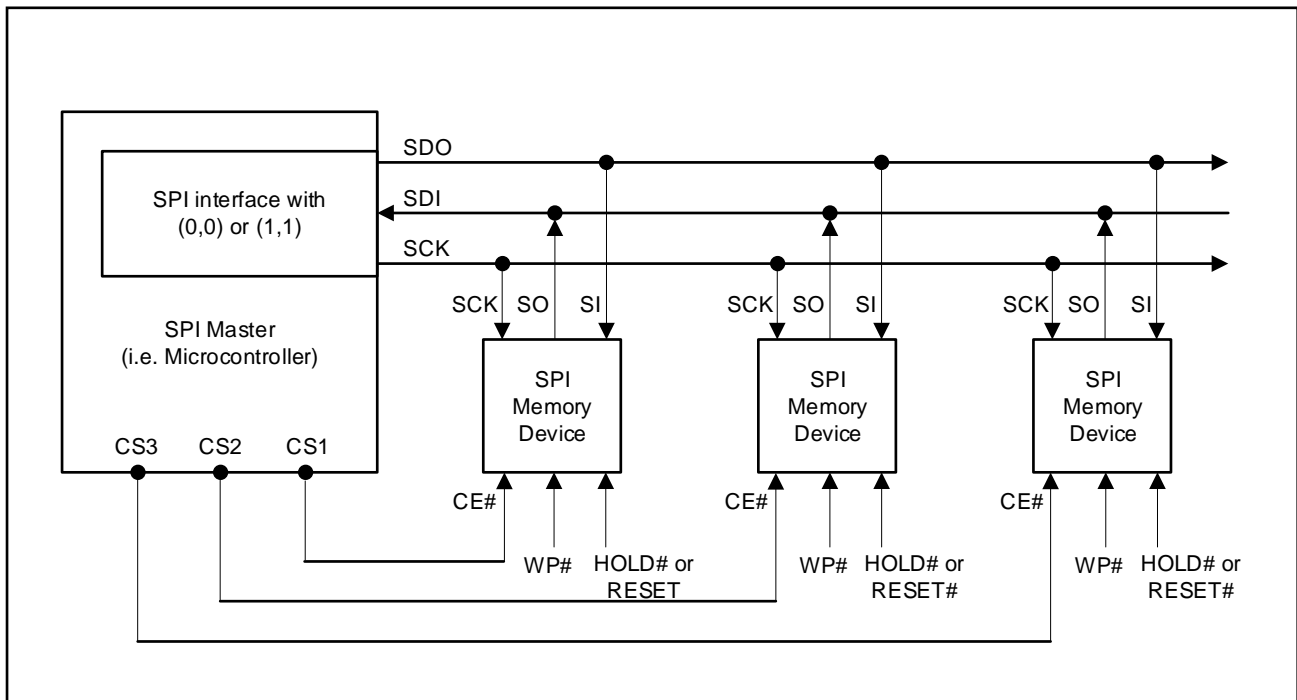 SDO
SPI interface with
(0,0) or (1,1)
SDI
SCK
SPI Master
(i.e. Microcontroller)
CS3 CS2 CS1
SCK SO SI
SPI
Memory
Device
CE#
WP#
HOLD# or
RESET
SCK SO SI
SPI
Memory
Device
CE#
WP#
HOLD# or
RESET#
SCK SO SI
SPI
Memory
Device
CE#
WP#
HOLD# or
RESET#